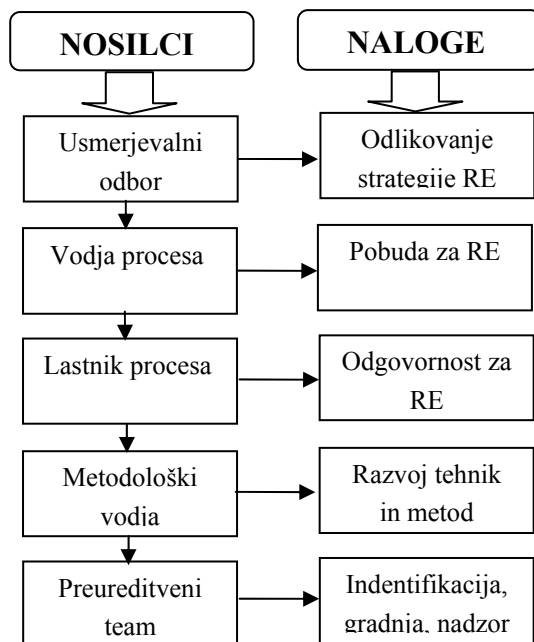 NOSILCI
NALOGE
Usmerjevalni
odbor
Odlikovanje
strategije RE
Vodja procesa
Pobuda za RE
Lastnik procesa
Odgovornost za
RE
Metodološki
vodja
Razvoj tehnik
in metod
Preureditveni
team
Indentifikacija,
gradnja, nadzor